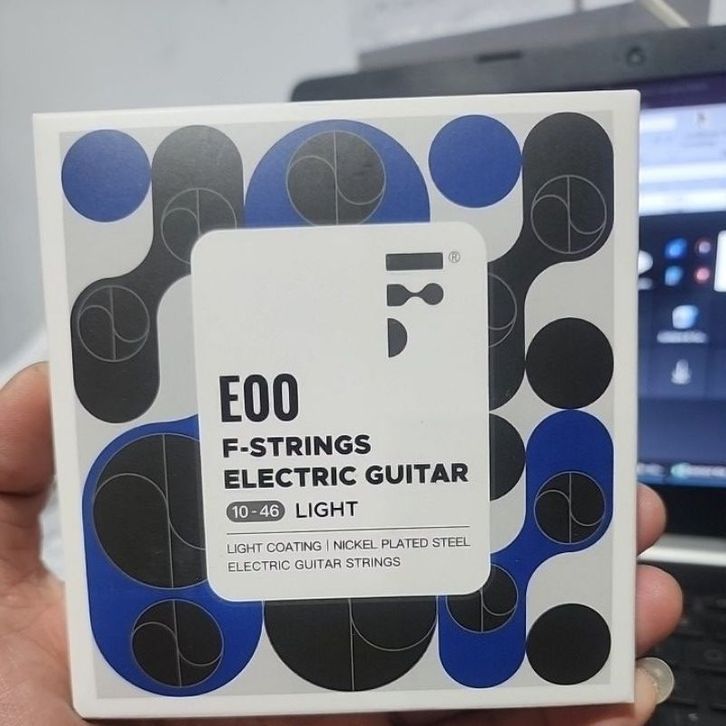 ®
E00
F-STRINGS
ELECTRIC GUITAR
10-46 LIGHT
LIGHT COATING | NICKEL PLATED STEEL
ELECTRIC GUITAR STRINGS